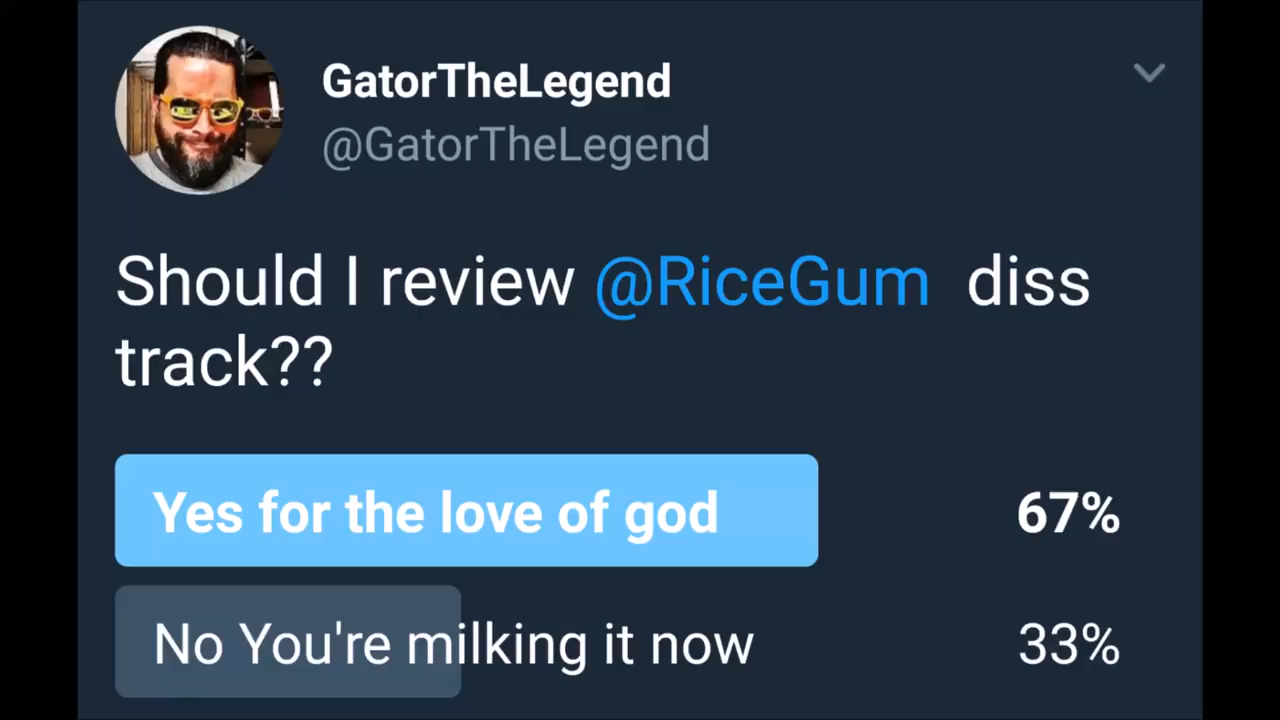 GatorTheLegend
@GatorTheLegend
Should I review @RiceGum diss
track??
Yes for the love of god 67%
No You're milking it now 33%